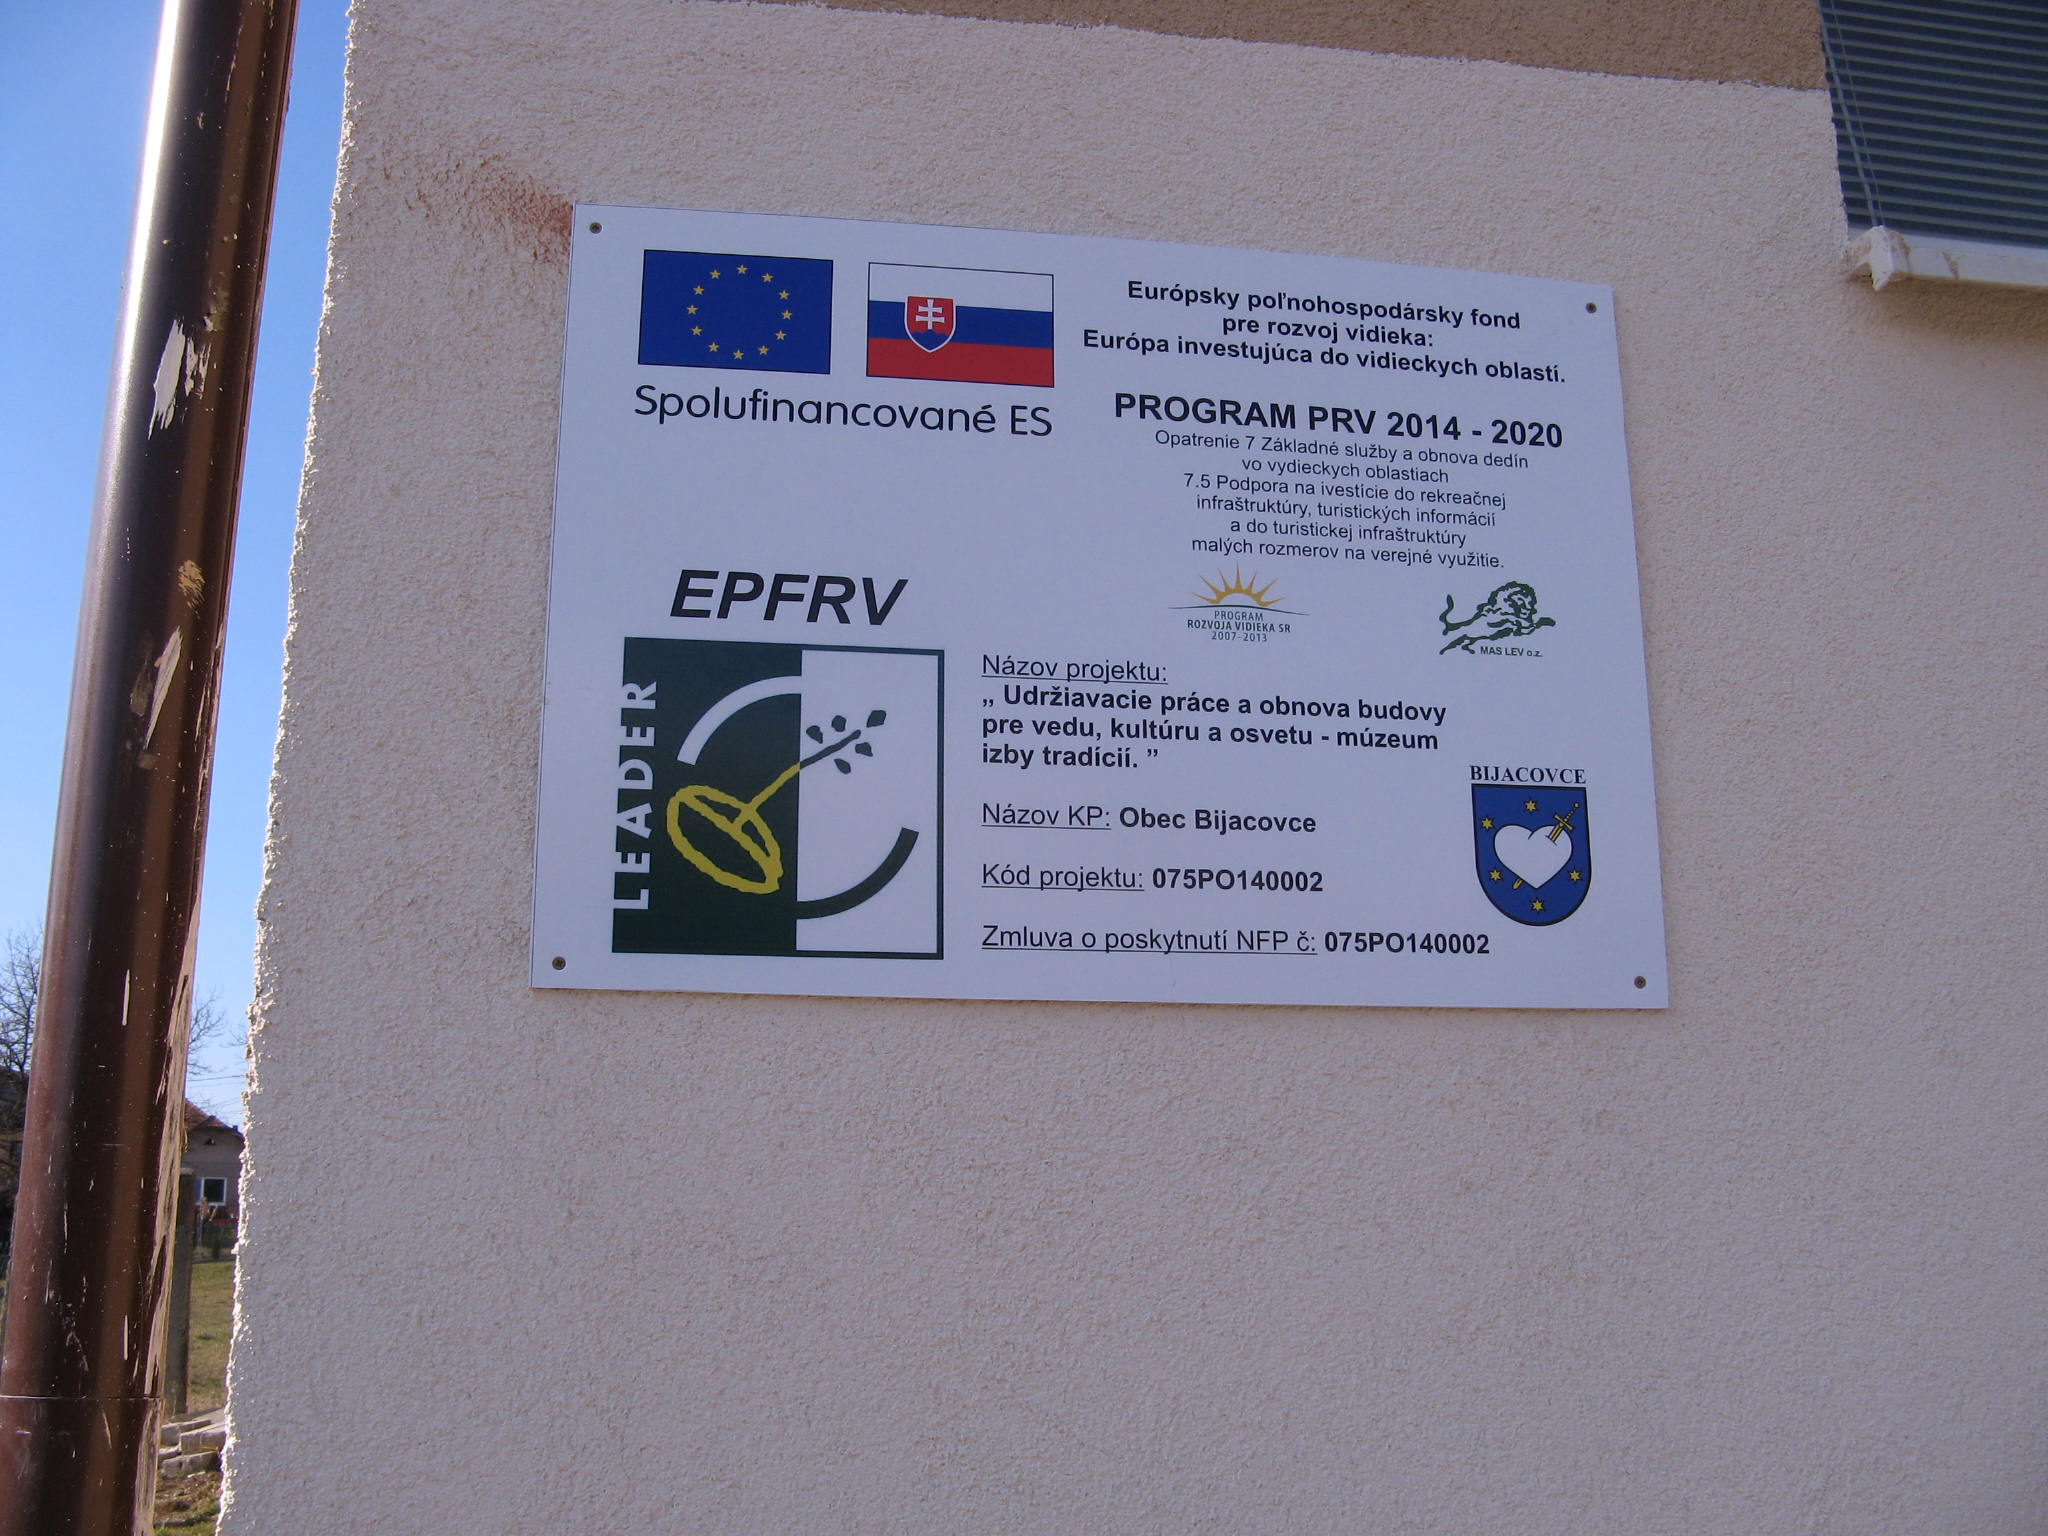 Spolufinancované ES
Európsky poľnohospodársky fond
pre rozvoj vidieka:
Európa investujúca do vidieckych oblastí.
PROGRAM PRV 2014 - 2020
Opatrenie 7 Základné služby a obnova dedín
vo vydieckych oblastiach
7.5 Podpora na ivestície do rekreačnej
infraštruktúry, turistických informácií
a do turistickej infraštruktúry
malých rozmerov na verejné využitie.
PROGRAM
ROZVOJA VIDIEKA SR
2007-2013
MAS LEV o.z.
EPFRV
LEADER
Názov projektu:
„ Udržiavacie práce a obnova budovy
pre vedu, kultúru a osvetu - múzeum
izby tradícií. ”
Názov KP: Obec Bijacovce
Kód projektu: 075PO140002
Zmluva o poskytnutí NFP č: 075PO140002
BIJACOVCE